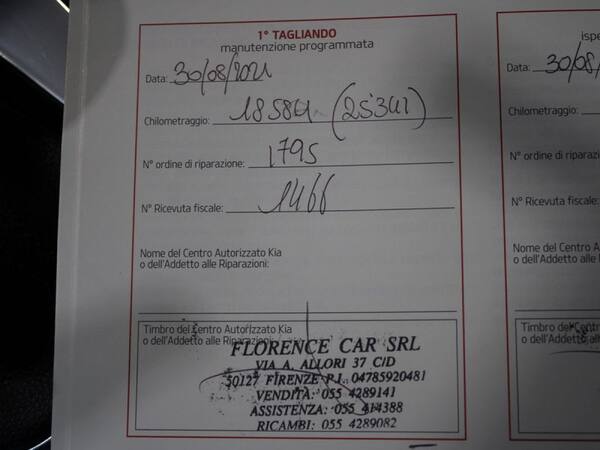 1° TAGLIANDO
manutenzione programmata
Data: 30/08/2021
Chilometraggio: 18584 (25341)
N° ordine di riparazione: 1795
N° Ricevuta fiscale: 1466
Nome del Centro Autorizzato Kia
o dell'Addetto alle Riparazioni:
Timbro del Centro Autorizzato Kia
o dell'Addetto alle Riparazioni:
FLORENCE CAR SRL
VIA A. ALLORI 37 C/D
50127 FIRENZE P.I. 04785920481
VENDITA: 055 4289141
ASSISTENZA: 055 414388
RICAMBI: 055 4289082
ispe
Data: 30/08/
Chilometraggio:
N° ordine di riparazi
N° Ricevuta fiscale:
Nome del Centro A
o dell'Addetto alle
Timbro del Centro
o dell'Addetto alle